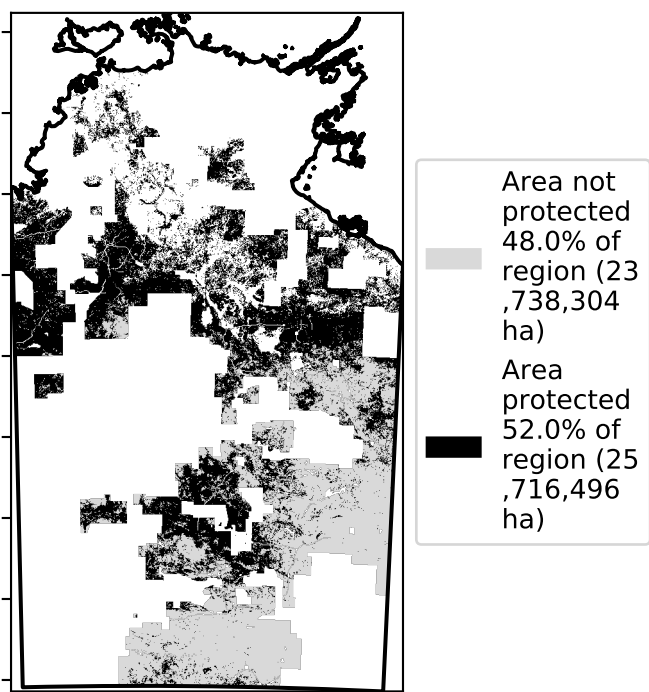 Area not
protected
48.0% of
region (23
,738,304
ha)
Area
protected
52.0% of
region (25
,716,496
ha)